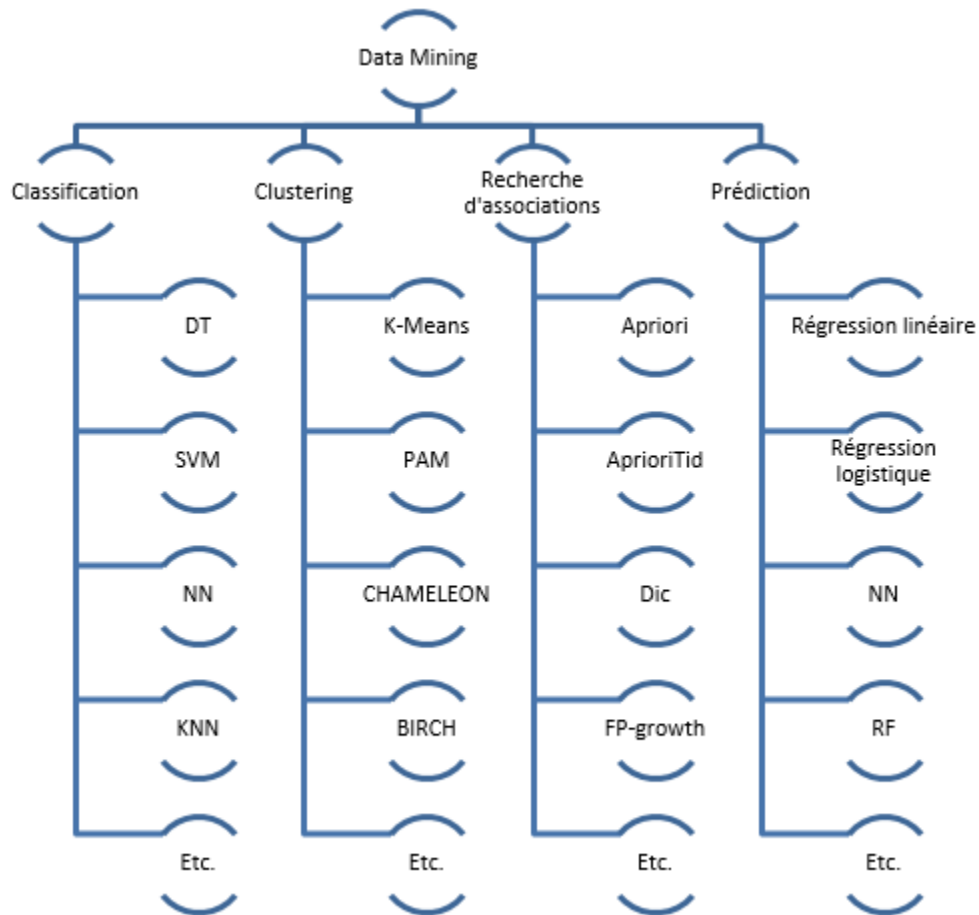 Data Mining
Classification
Clustering
Recherche
d'associations
Prédiction
DT
K-Means
Apriori
Régression linéaire
SVM
PAM
AprioriTid
Régression
logistique
NN
CHAMELEON
Dic
NN
KNN
BIRCH
FP-growth
RF
Etc.
Etc.
Etc.
Etc.